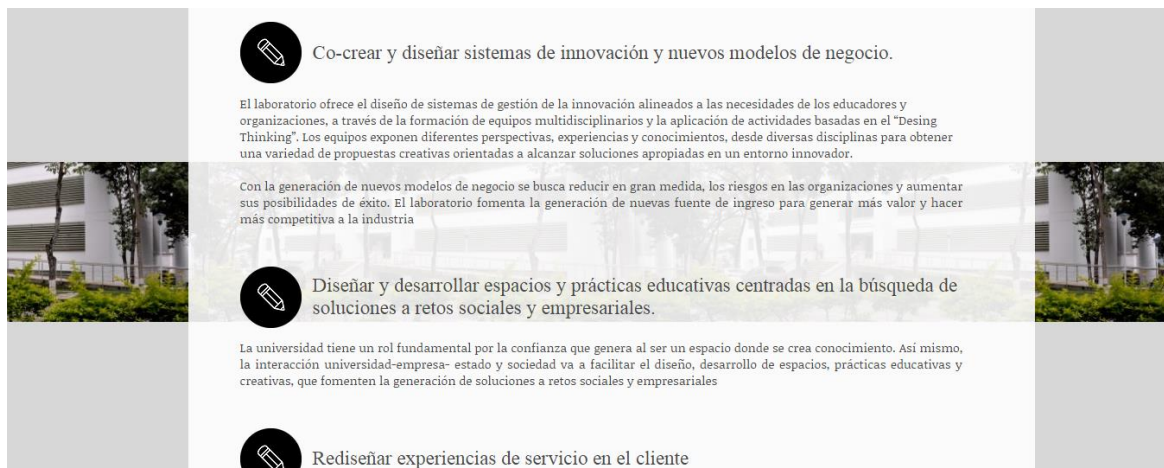 Co-crear y diseñar sistemas de innovación y nuevos modelos de negocio.
El laboratorio ofrece el diseño de sistemas de gestión de la innovación alineados a las necesidades de los educadores y
organizaciones, a través de la formación de equipos multidisciplinarios y la aplicación de actividades basadas en el “Desing
Thinking”. Los equipos exponen diferentes perspectivas, experiencias y conocimientos, desde diversas disciplinas para obtener
una variedad de propuestas creativas orientadas a alcanzar soluciones apropiadas en un entorno innovador.
Con la generación de nuevos modelos de negocio se busca reducir en gran medida, los riesgos en las organizaciones y aumentar
sus posibilidades de éxito. El laboratorio fomenta la generación de nuevas fuente de ingreso para generar más valor y hacer
más competitiva a la industria
Diseñar y desarrollar espacios y prácticas educativas centradas en la búsqueda de
soluciones a retos sociales y empresariales.
La universidad tiene un rol fundamental por la confianza que genera al ser un espacio donde se crea conocimiento. Así mismo,
la interacción universidad-empresa- estado y sociedad va a facilitar el diseño, desarrollo de espacios, prácticas educativas y
creativas, que fomenten la generación de soluciones a retos sociales y empresariales
Rediseñar experiencias de servicio en el cliente